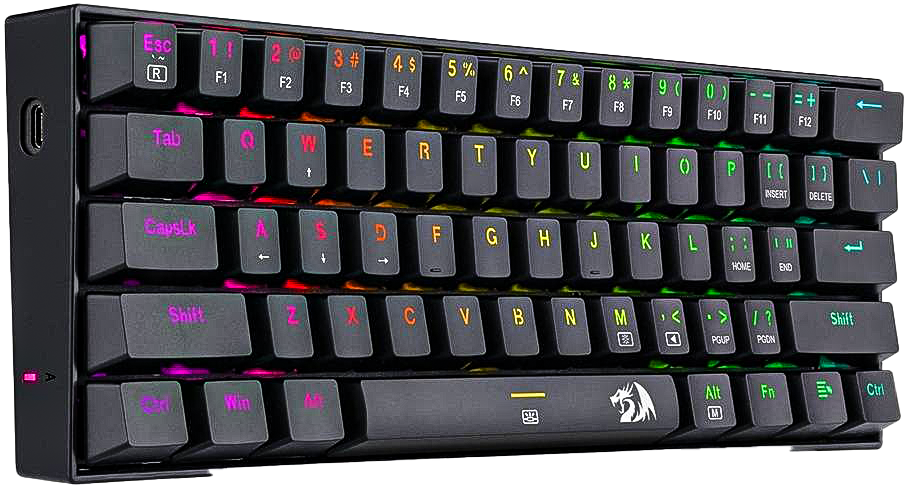 Esc 1 ! 2 @ 3 # 4 $ 5 % 6 ^ 7 & 8 * 9 ( 0 ) - - = +
` ~ R F1 F2 F3 F4 F5 F6 F7 F8 F9 F10 F11 F12 ←
Tab Q W E R T Y U I O P [ { ] } \ |
↑ INSERT DELETE
CapsLk A S D F G H J K L ; : ' "
← ↓ → HOME END
Shift Z X C V B N M , < . > / ? Shift
PGUP PGDN
Ctrl Win Alt Alt Fn Ctrl
M
A